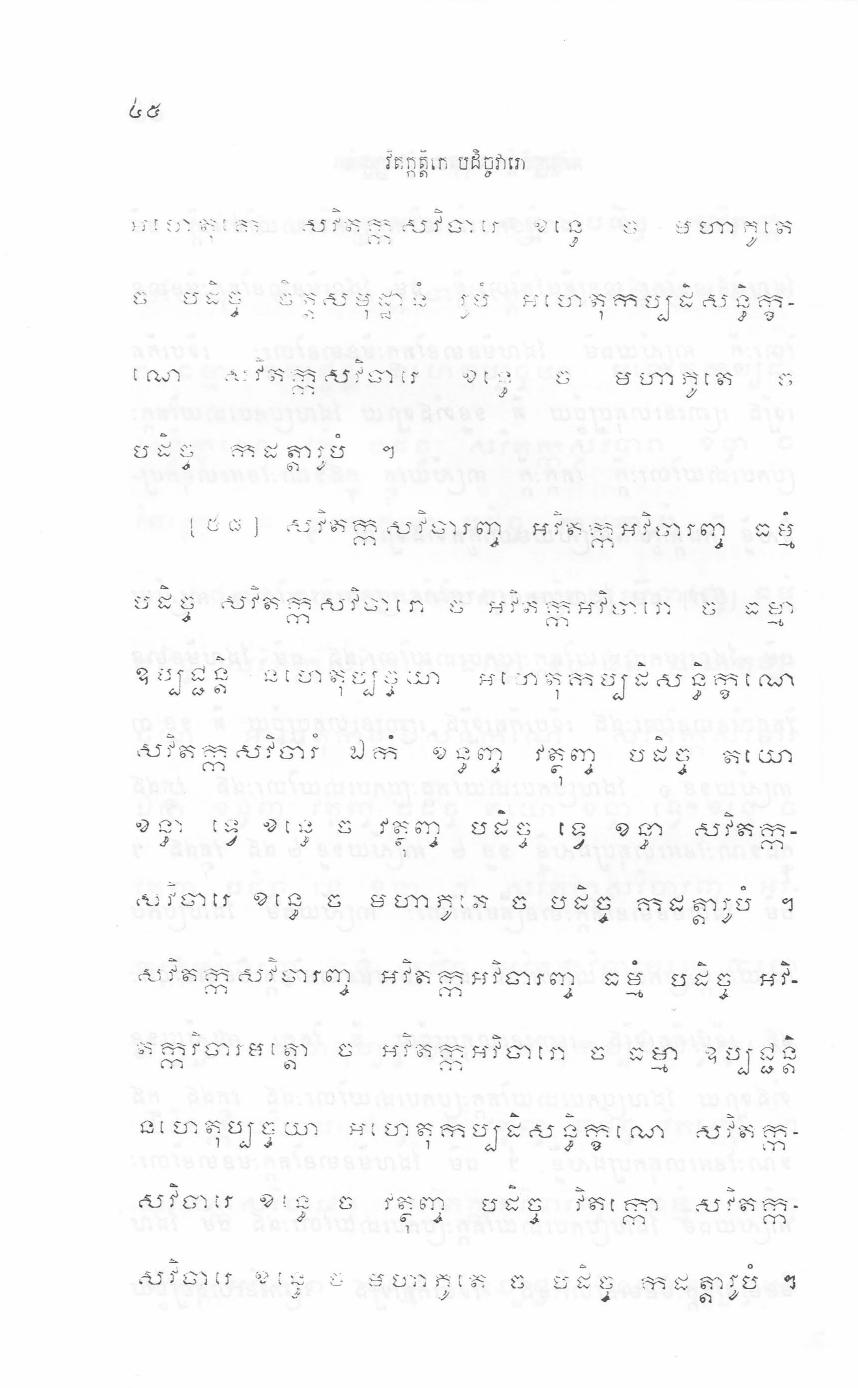 ៤៥
វិតក្កត្តិកេ បដិច្ចវារោ
អហេតុកេ សវិតក្កសវិចារេ ខន្ធេ ច មហាភូតេ
ច បដិច្ច ចិត្តសមុដ្ឋានំ រូបំ អហេតុកប្បដិសន្ធិក្ខ-
ណេ សវិតក្កសវិចារេ ខន្ធេ ច មហាភូតេ ច
បដិច្ច កដត្តារូបំ ។
[៥៨] សវិតក្កសវិចារញ្ច អវិតក្កអវិចារញ្ច ធម្មំ
បដិច្ច សវិតក្កសវិចារោ ច អវិតក្កអវិចារោ ច ធម្មា
ឧប្បជ្ជន្តិ នហេតុប្បច្ចយា អហេតុកប្បដិសន្ធិក្ខណេ
សវិតក្កសវិចារំ ឯកំ ខន្ធញ្ច វត្ថុញ្ច បដិច្ច តយោ
ខន្ធា ទ្វេ ខន្ធេ ច វត្ថុញ្ច បដិច្ច ទ្វេ ខន្ធា សវិតក្ក-
សវិចារេ ខន្ធេ ច មហាភូតេ ច បដិច្ច កដត្តារូបំ ។
សវិតក្កសវិចារញ្ច អវិតក្កអវិចារញ្ច ធម្មំ បដិច្ច អវិ-
តក្កវិចារមត្តោ ច អវិតក្កអវិចារោ ច ធម្មា ឧប្បជ្ជន្តិ
នហេតុប្បច្ចយា អហេតុកប្បដិសន្ធិក្ខណេ សវិតក្ក-
សវិចារេ ខន្ធេ ច វត្ថុញ្ច បដិច្ច វិតក្កោ សវិតក្ក-
សវិចារេ ខន្ធេ ច មហាភូតេ ច បដិច្ច កដត្តារូបំ ។